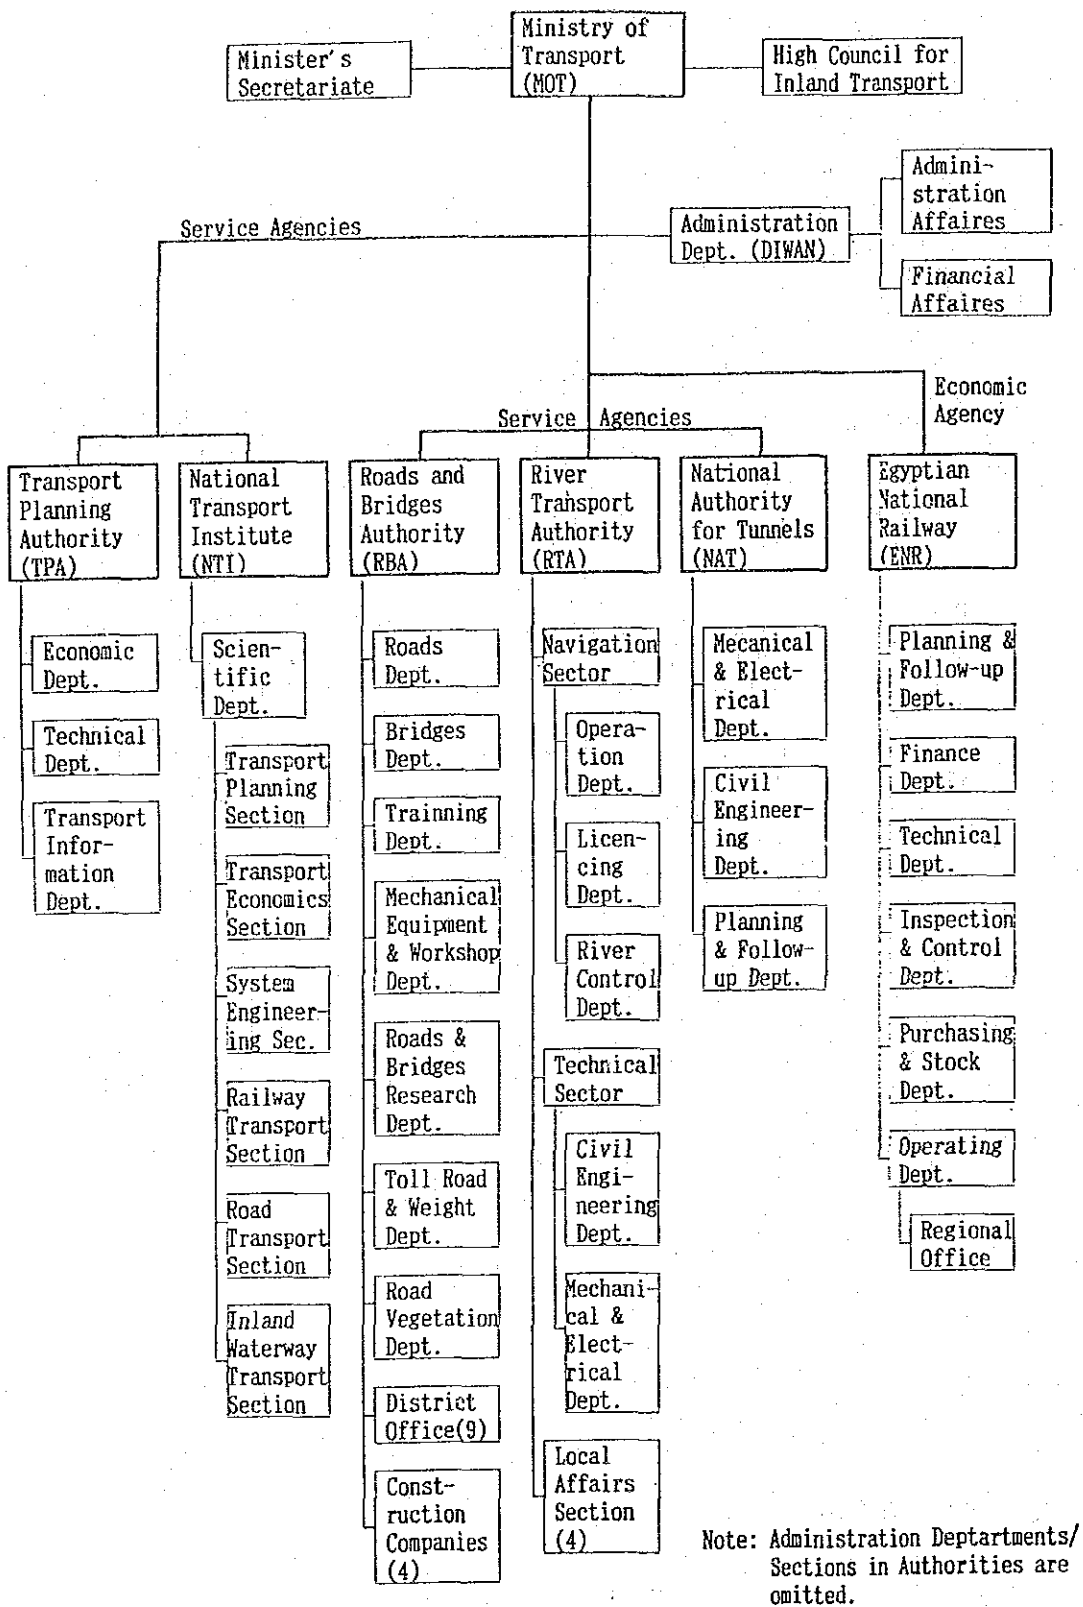 Ministry of
Transport
(MOT)
Minister's
Secretariate
High Council for
Inland Transport
Admini-
stration
Affaires
Service Agencies
Administration
Dept. (DIWAN)
Financial
Affaires
Economic
Agency
Service Agencies
Transport
Planning
Authority
(TPA)
National
Transport
Institute
(NTI)
Roads and
Bridges
Authority
(RBA)
River
Transport
Authority
(RTA)
National
Authority
for Tunnels
(NAT)
Egyptian
National
Railway
(ENR)
Economic
Dept.
Technical
Dept.
Transport
Infor-
mation
Dept.
Scien-
tific
Dept.
Transport
Planning
Section
Transport
Economics
Section
System
Engineer-
ing Sec.
Railway
Transport
Section
Road
Transport
Section
Inland
Waterway
Transport
Section
Roads
Dept.
Bridges
Dept.
Trainning
Dept.
Mechanical
Equipment
& Workshop
Dept.
Roads &
Bridges
Research
Dept.
Toll Road
& Weight
Dept.
Road
Vegetation
Dept.
District
Office(9)
Const-
ruction
Companies
(4)
Navigation
Sector
Opera-
tion
Dept.
Licen-
cing
Dept.
River
Control
Dept.
Technical
Sector
Civil
Engi-
neering
Dept.
Mechani-
cal &
Elect-
rical
Dept.
Local
Affairs
Section
(4)
Mecanical
& Elect-
rical
Dept.
Civil
Engineer-
ing
Dept.
Planning
& Follow-
up Dept.
Planning &
Follow-up
Dept.
Finance
Dept.
Technical
Dept.
Inspection
& Control
Dept.
Purchasing
& Stock
Dept.
Operating
Dept.
Regional
Office
Note: Administration Deptartments/
Sections in Authorities are
omitted.